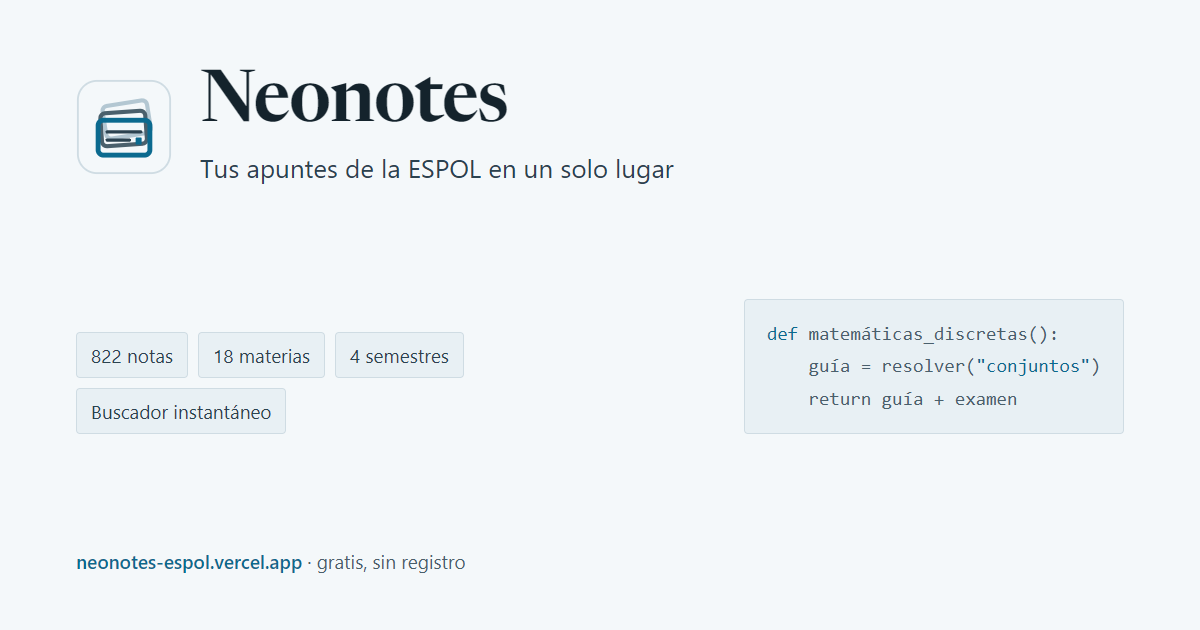 Neonotes
Tus apuntes de la ESPOL en un solo lugar
822 notas
18 materias
4 semestres
Buscador instantáneo
def matemáticas_discretas():
    guía = resolver("conjuntos")
    return guía + examen
neonotes-espol.vercel.app · gratis, sin registro